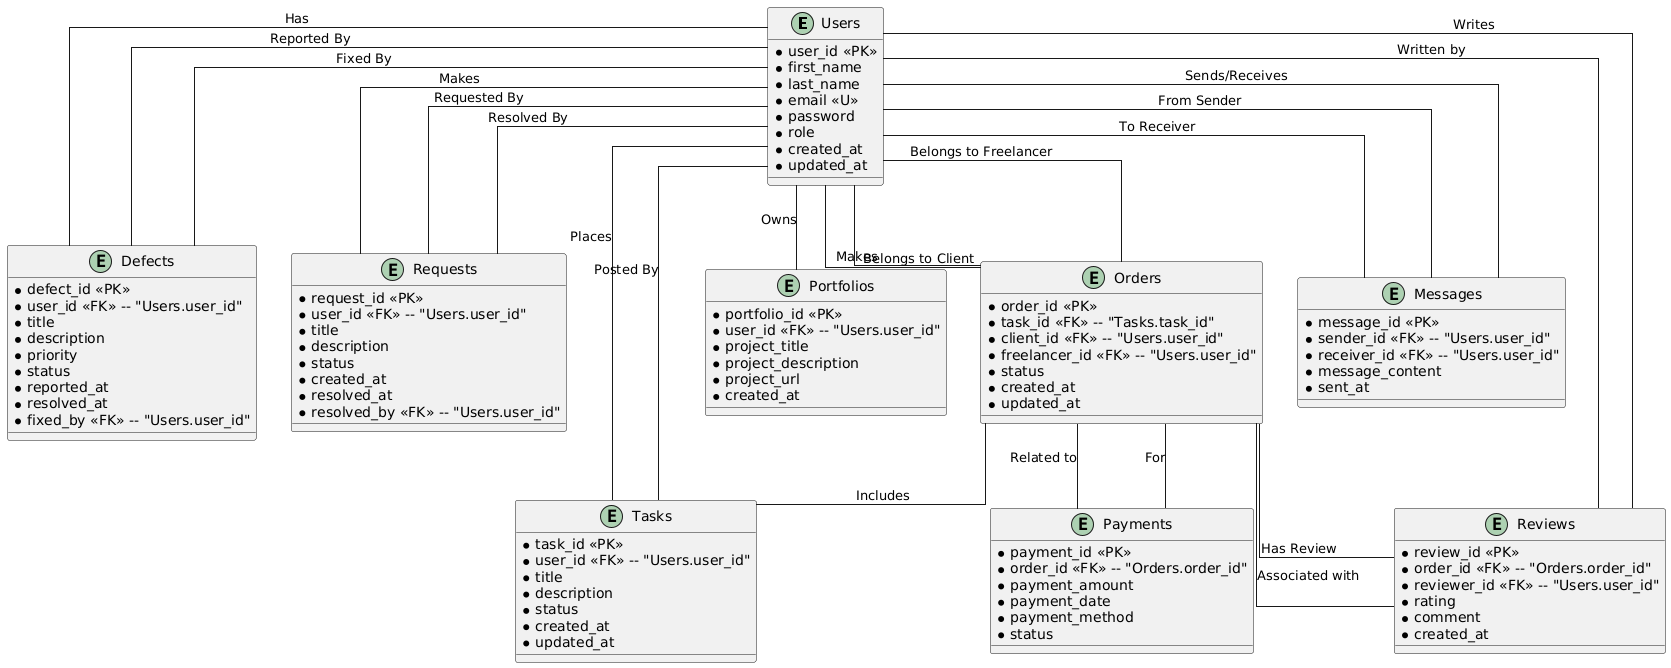 Has
Reported By
Fixed By
Makes
Requested By
Resolved By
Places
Posted By
Owns
Makes
Belongs to Client
Belongs to Freelancer
To Receiver
From Sender
Sends/Receives
Written by
Writes
E Users
user_id «PK»
first_name
last_name
email «U»
password
role
created_at
updated_at
E Defects
defect_id «PK»
user_id «FK» -- "Users.user_id"
title
description
priority
status
reported_at
resolved_at
fixed_by «FK» -- "Users.user_id"
E Requests
request_id «PK»
user_id «FK» -- "Users.user_id"
title
description
status
created_at
resolved_at
resolved_by «FK» -- "Users.user_id"
E Portfolios
portfolio_id «PK»
user_id «FK» -- "Users.user_id"
project_title
project_description
project_url
created_at
E Orders
order_id «PK»
task_id «FK» -- "Tasks.task_id"
client_id «FK» -- "Users.user_id"
freelancer_id «FK» -- "Users.user_id"
status
created_at
updated_at
E Messages
message_id «PK»
sender_id «FK» -- "Users.user_id"
receiver_id «FK» -- "Users.user_id"
message_content
sent_at
Includes
Related to
For
Has Review
Associated with
E Tasks
task_id «PK»
user_id «FK» -- "Users.user_id"
title
description
status
created_at
updated_at
E Payments
payment_id «PK»
order_id «FK» -- "Orders.order_id"
payment_amount
payment_date
payment_method
status
E Reviews
review_id «PK»
order_id «FK» -- "Orders.order_id"
reviewer_id «FK» -- "Users.user_id"
rating
comment
created_at